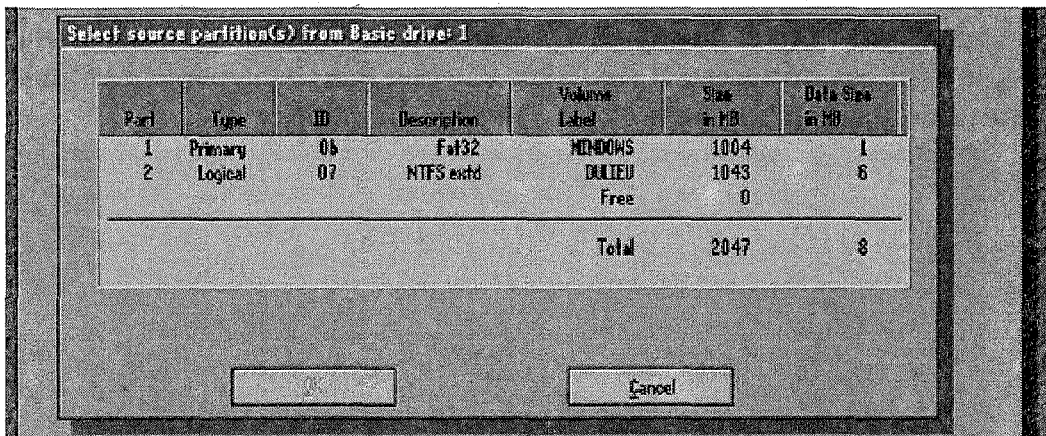 Select source partition(s) from Basic drive: 1
Part Type ID Description Volume Label Size in MB Data Size in MB
1 Primary 0b Fat32 WINDOWS 1004 1
2 Logical 07 NTFS extd DULIEU 1043 6
Free 0
Total 2047 8
OK Cancel